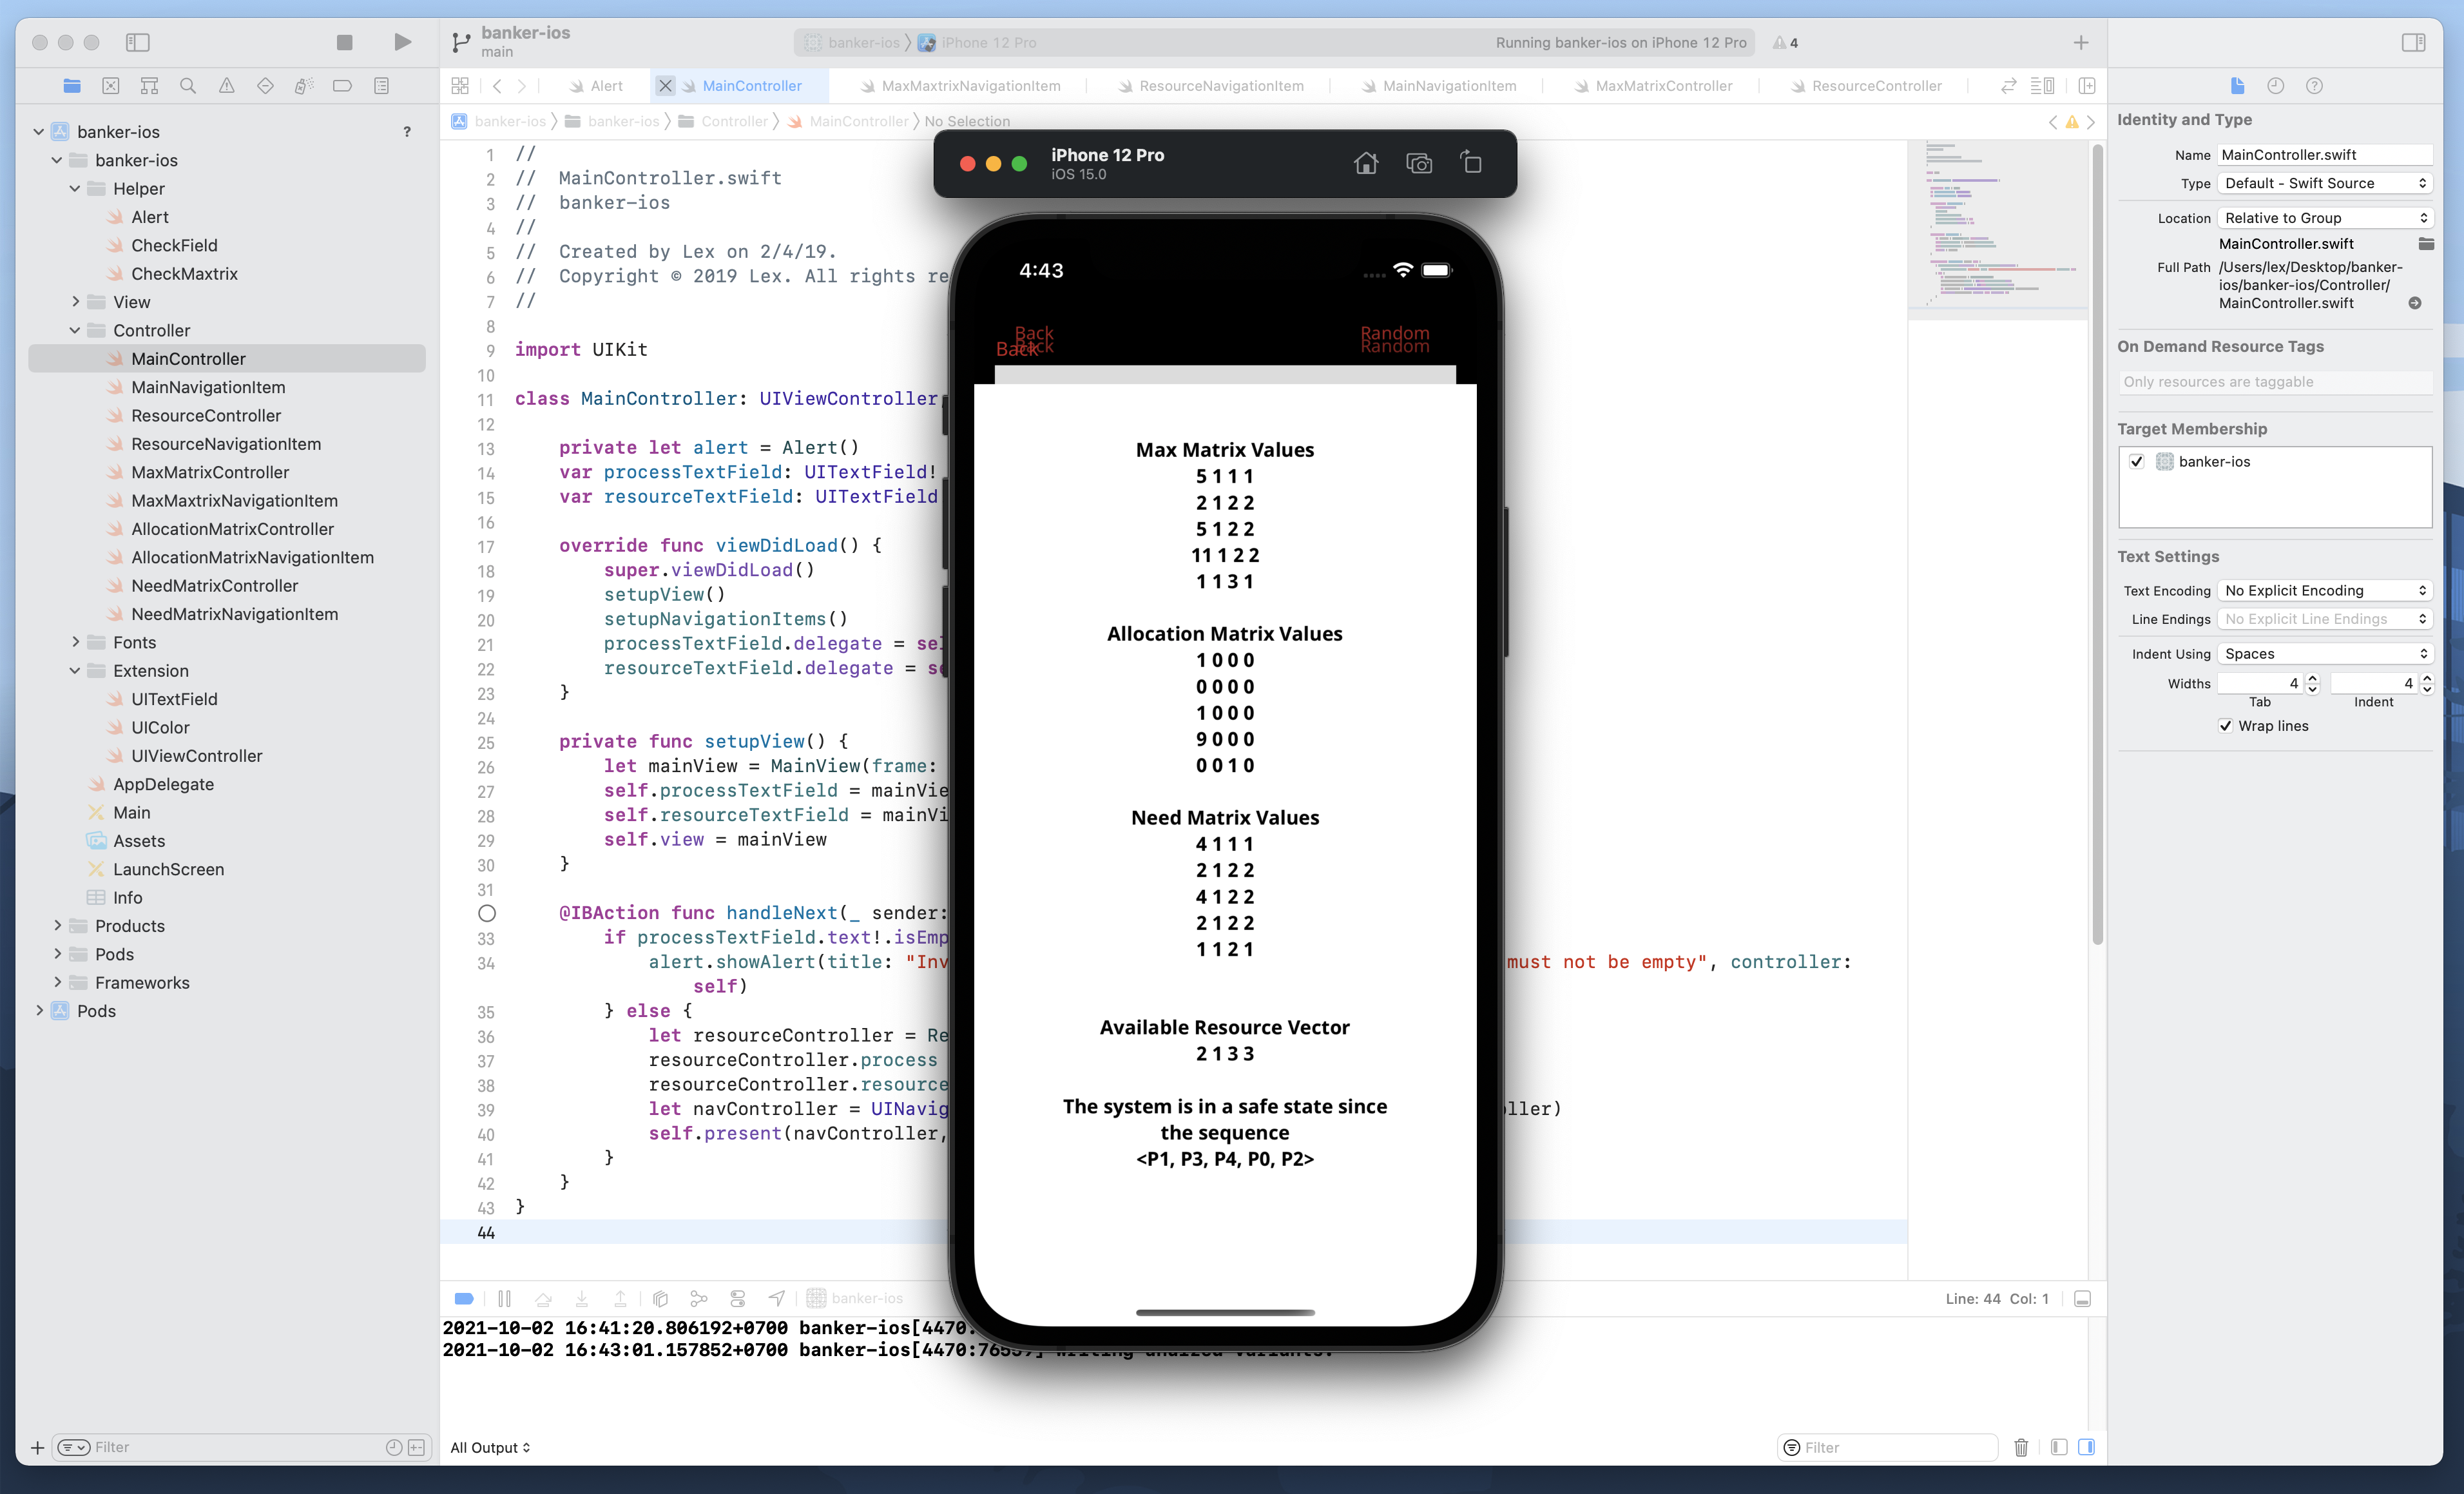 banker-ios
main
banker-ios
iPhone 12 Pro
Running banker-ios on iPhone 12 Pro
4
Alert
MainController
MaxMaxtrixNavigationItem
ResourceNavigationItem
MainNavigationItem
MaxMatrixController
ResourceController
banker-ios
banker-ios
Controller
MainController
No Selection
banker-ios
?
banker-ios
Helper
Alert
CheckField
CheckMaxtrix
View
Controller
MainController
MainNavigationItem
ResourceController
ResourceNavigationItem
MaxMatrixController
MaxMaxtrixNavigationItem
AllocationMatrixController
AllocationMatrixNavigationItem
NeedMatrixController
NeedMatrixNavigationItem
Fonts
Extension
UITextField
UIColor
UIViewController
AppDelegate
Main
Assets
LaunchScreen
Info
Products
Pods
Frameworks
Pods
Filter
1 //
2 // MainController.swift
3 // banker-ios
4 //
5 // Created by Lex on 2/4/19.
6 // Copyright © 2019 Lex. All rights re
7 //
8
9 import UIKit
10
11 class MainController: UIViewController,
12
13 private let alert = Alert()
14 var processTextField: UITextField!
15 var resourceTextField: UITextField
16
17 override func viewDidLoad() {
18 super.viewDidLoad()
19 setupView()
20 setupNavigationItems()
21 processTextField.delegate = sel
22 resourceTextField.delegate = se
23 }
24
25 private func setupView() {
26 let mainView = MainView(frame:
27 self.processTextField = mainVie
28 self.resourceTextField = mainVi
29 self.view = mainView
30 }
31
@IBAction func handleNext(_ sender:
33 if processTextField.text!.isEmp
34 alert.showAlert(title: "Inv must not be empty", controller:
self)
35 } else {
36 let resourceController = Re
37 resourceController.process
38 resourceController.resource
39 let navController = UINavig oller)
40 self.present(navController,
41 }
42 }
43 }
44
iPhone 12 Pro
iOS 15.0
4:43
Back
Back
Back
Random
Random
Max Matrix Values
5 1 1 1
2 1 2 2
5 1 2 2
11 1 2 2
1 1 3 1
Allocation Matrix Values
1 0 0 0
0 0 0 0
1 0 0 0
9 0 0 0
0 0 1 0
Need Matrix Values
4 1 1 1
2 1 2 2
4 1 2 2
2 1 2 2
1 1 2 1
Available Resource Vector
2 1 3 3
The system is in a safe state since
the sequence
<P1, P3, P4, P0, P2>
banker-ios
Line: 44 Col: 1
2021-10-02 16:41:20.806192+0700 banker-ios[4470:
2021-10-02 16:43:01.157852+0700 banker-ios[4470:76559] Writing analzed variants.
All Output
Filter
Identity and Type
Name MainController.swift
Type Default - Swift Source
Location Relative to Group
MainController.swift
Full Path /Users/lex/Desktop/banker-
ios/banker-ios/Controller/
MainController.swift
On Demand Resource Tags
Only resources are taggable
Target Membership
banker-ios
Text Settings
Text Encoding No Explicit Encoding
Line Endings No Explicit Line Endings
Indent Using Spaces
Widths 4 4
Tab Indent
Wrap lines